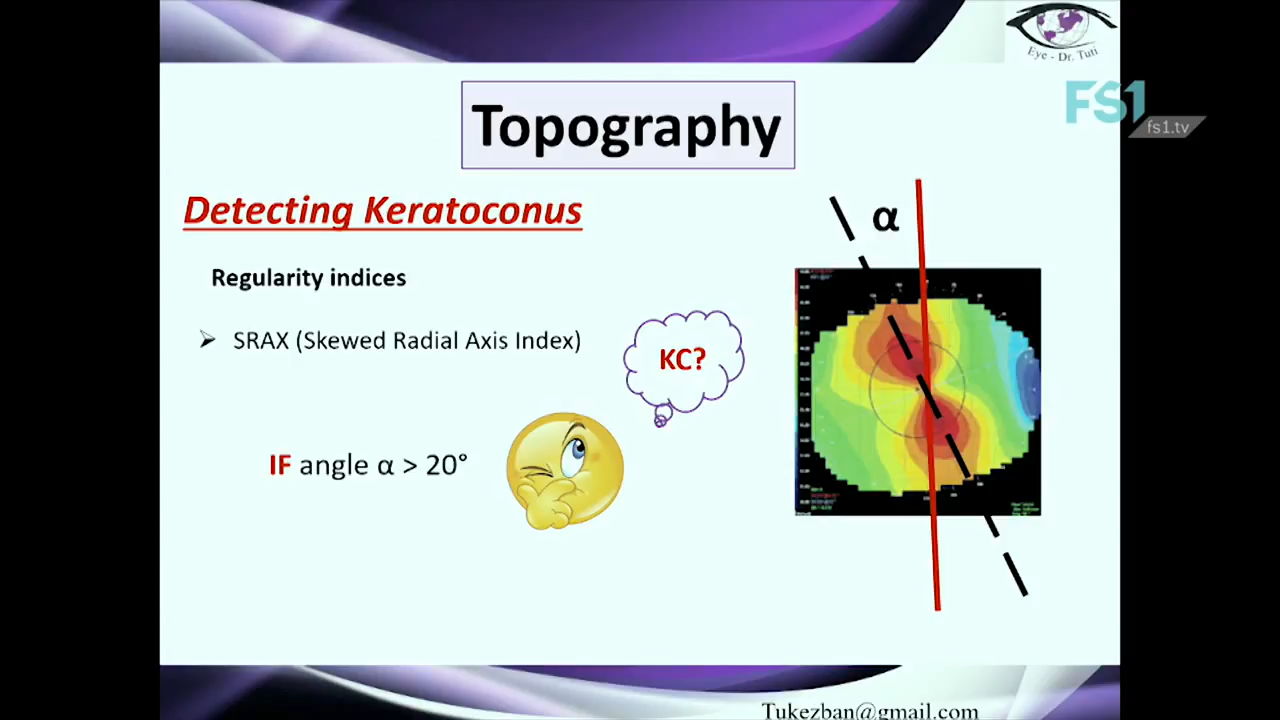 Eye - Dr. Tuti
FS1
fs1.tv
Topography
Detecting Keratoconus
α
Regularity indices
➢ SRAX (Skewed Radial Axis Index)
KC?
IF angle α > 20°
Tukezban@gmail.com